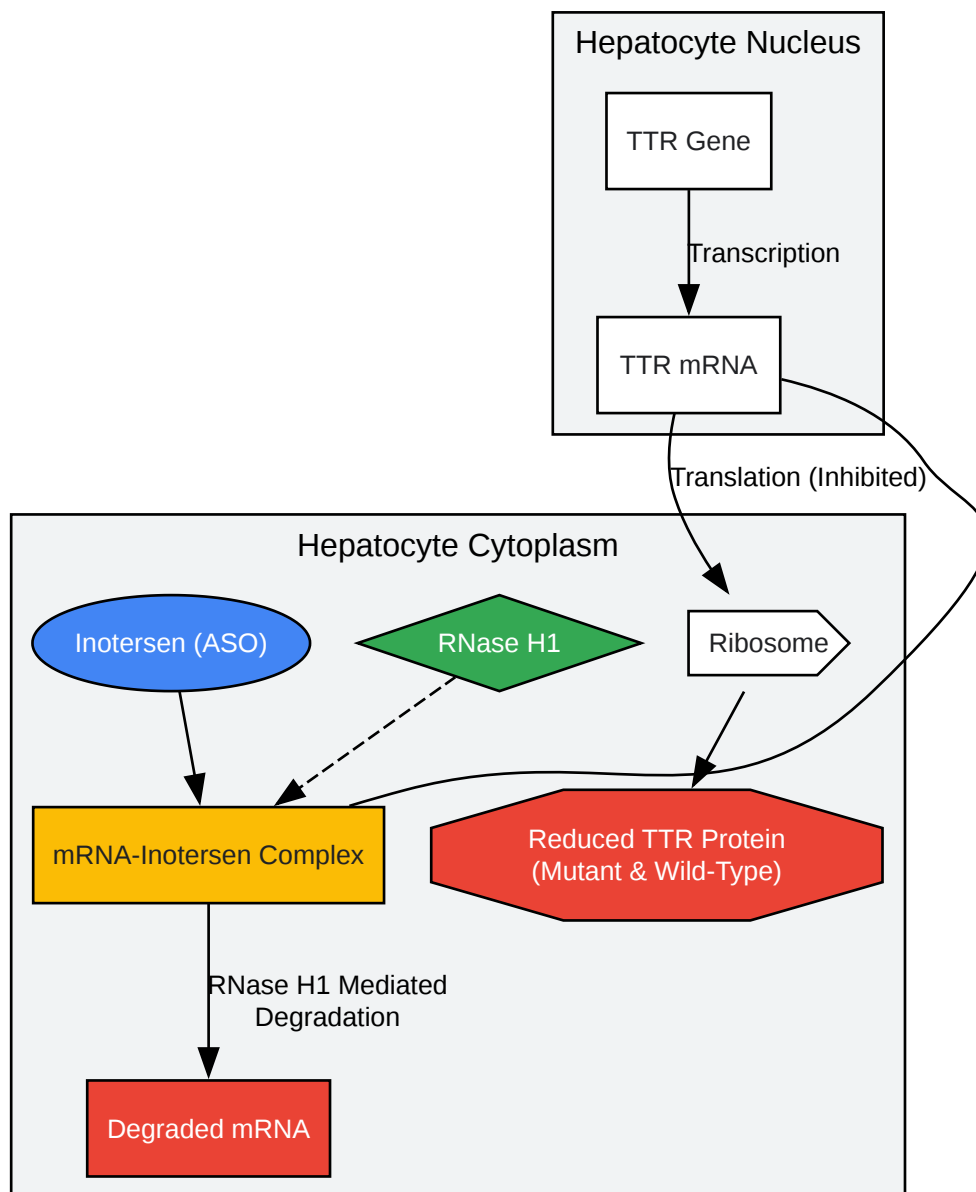 Hepatocyte Nucleus
TTR Gene
Transcription
TTR mRNA
Translation (Inhibited)
Hepatocyte Cytoplasm
Inotersen (ASO)
RNase H1
Ribosome
mRNA-Inotersen Complex
Reduced TTR Protein
(Mutant & Wild-Type)
RNase H1 Mediated
Degradation
Degraded mRNA